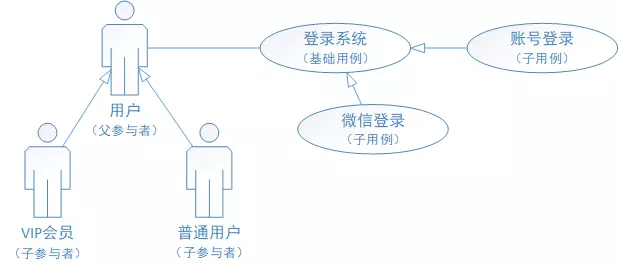 登录系统
（基础用例）
账号登录
（子用例）
用户
（父参与者）
微信登录
（子用例）
VIP会员
（子参与者）
普通用户
（子参与者）